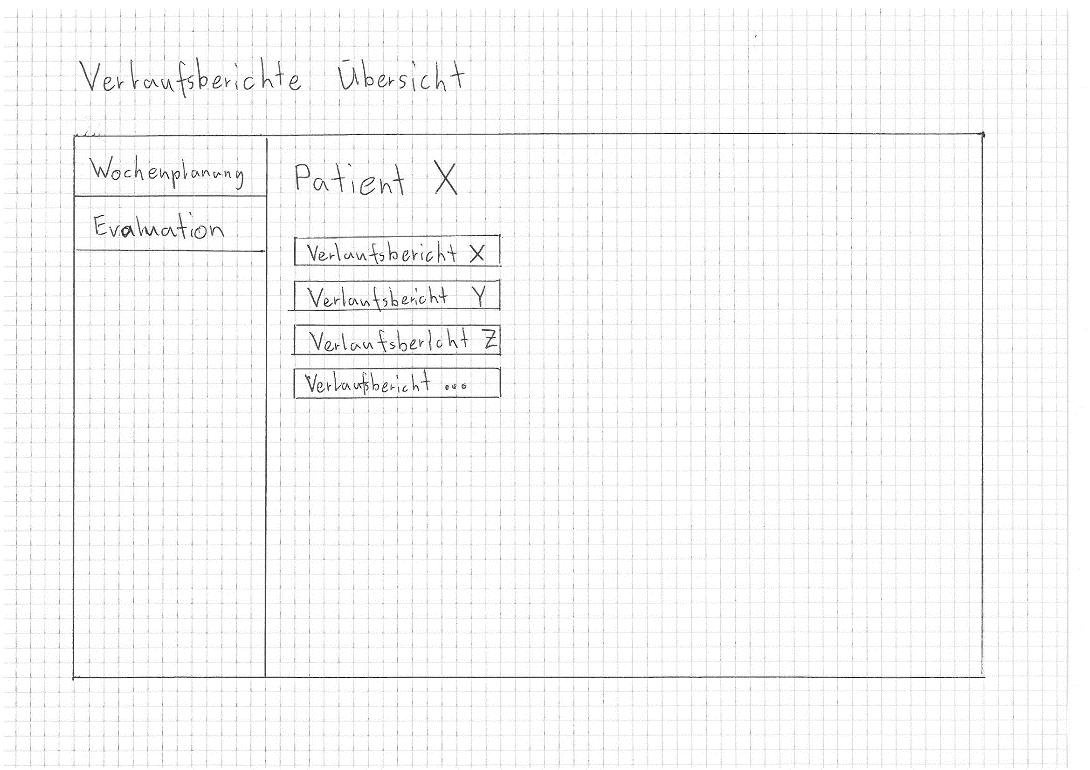 Verlaufsberichte Übersicht
Wochenplanung
Evaluation
Patient X
Verlaufsbericht X
Verlaufsbericht Y
Verlaufsbericht Z
Verlaufsbericht ...